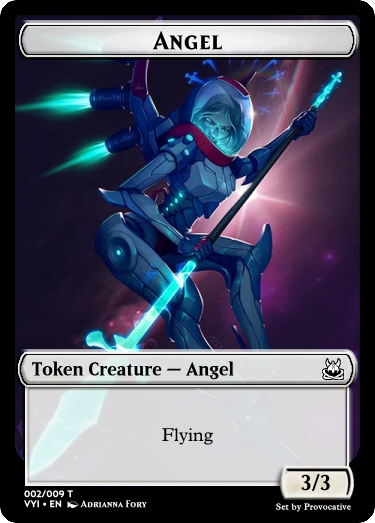 ANGEL
Token Creature — Angel
Flying
3/3
002/009 T
VYI • EN Adrianna Fory
Set by Provocative